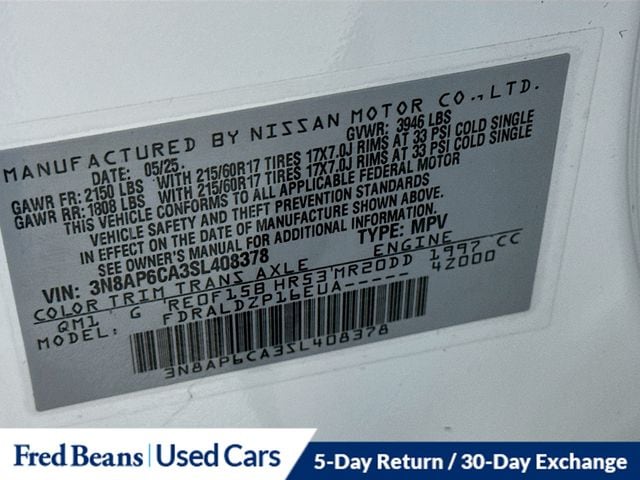 MANUFACTURED BY NISSAN MOTOR CO., LTD.
DATE: 05/25. GVWR: 3946 LBS
GAWR FR: 2150 LBS WITH 215/60R17 TIRES 17X7.0J RIMS AT 33 PSI COLD SINGLE
GAWR RR: 1808 LBS WITH 215/60R17 TIRES 17X7.0J RIMS AT 33 PSI COLD SINGLE
THIS VEHICLE CONFORMS TO ALL APPLICABLE FEDERAL MOTOR
VEHICLE SAFETY AND THEFT PREVENTION STANDARDS
IN EFFECT ON THE DATE OF MANUFACTURE SHOWN ABOVE.
SEE OWNER'S MANUAL FOR ADDITIONAL INFORMATION.
VIN: 3N8AP6CA3SL408378 TYPE: MPV
COLOR TRIM TRANS AXLE ENGINE 1997 CC
QM1 G RE0F15B HR53 MR20DD 4Z000
MODEL: FDRALDZP16EUA-----
3N8AP6CA3SL408378
Fred Beans | Used Cars 5-Day Return / 30-Day Exchange